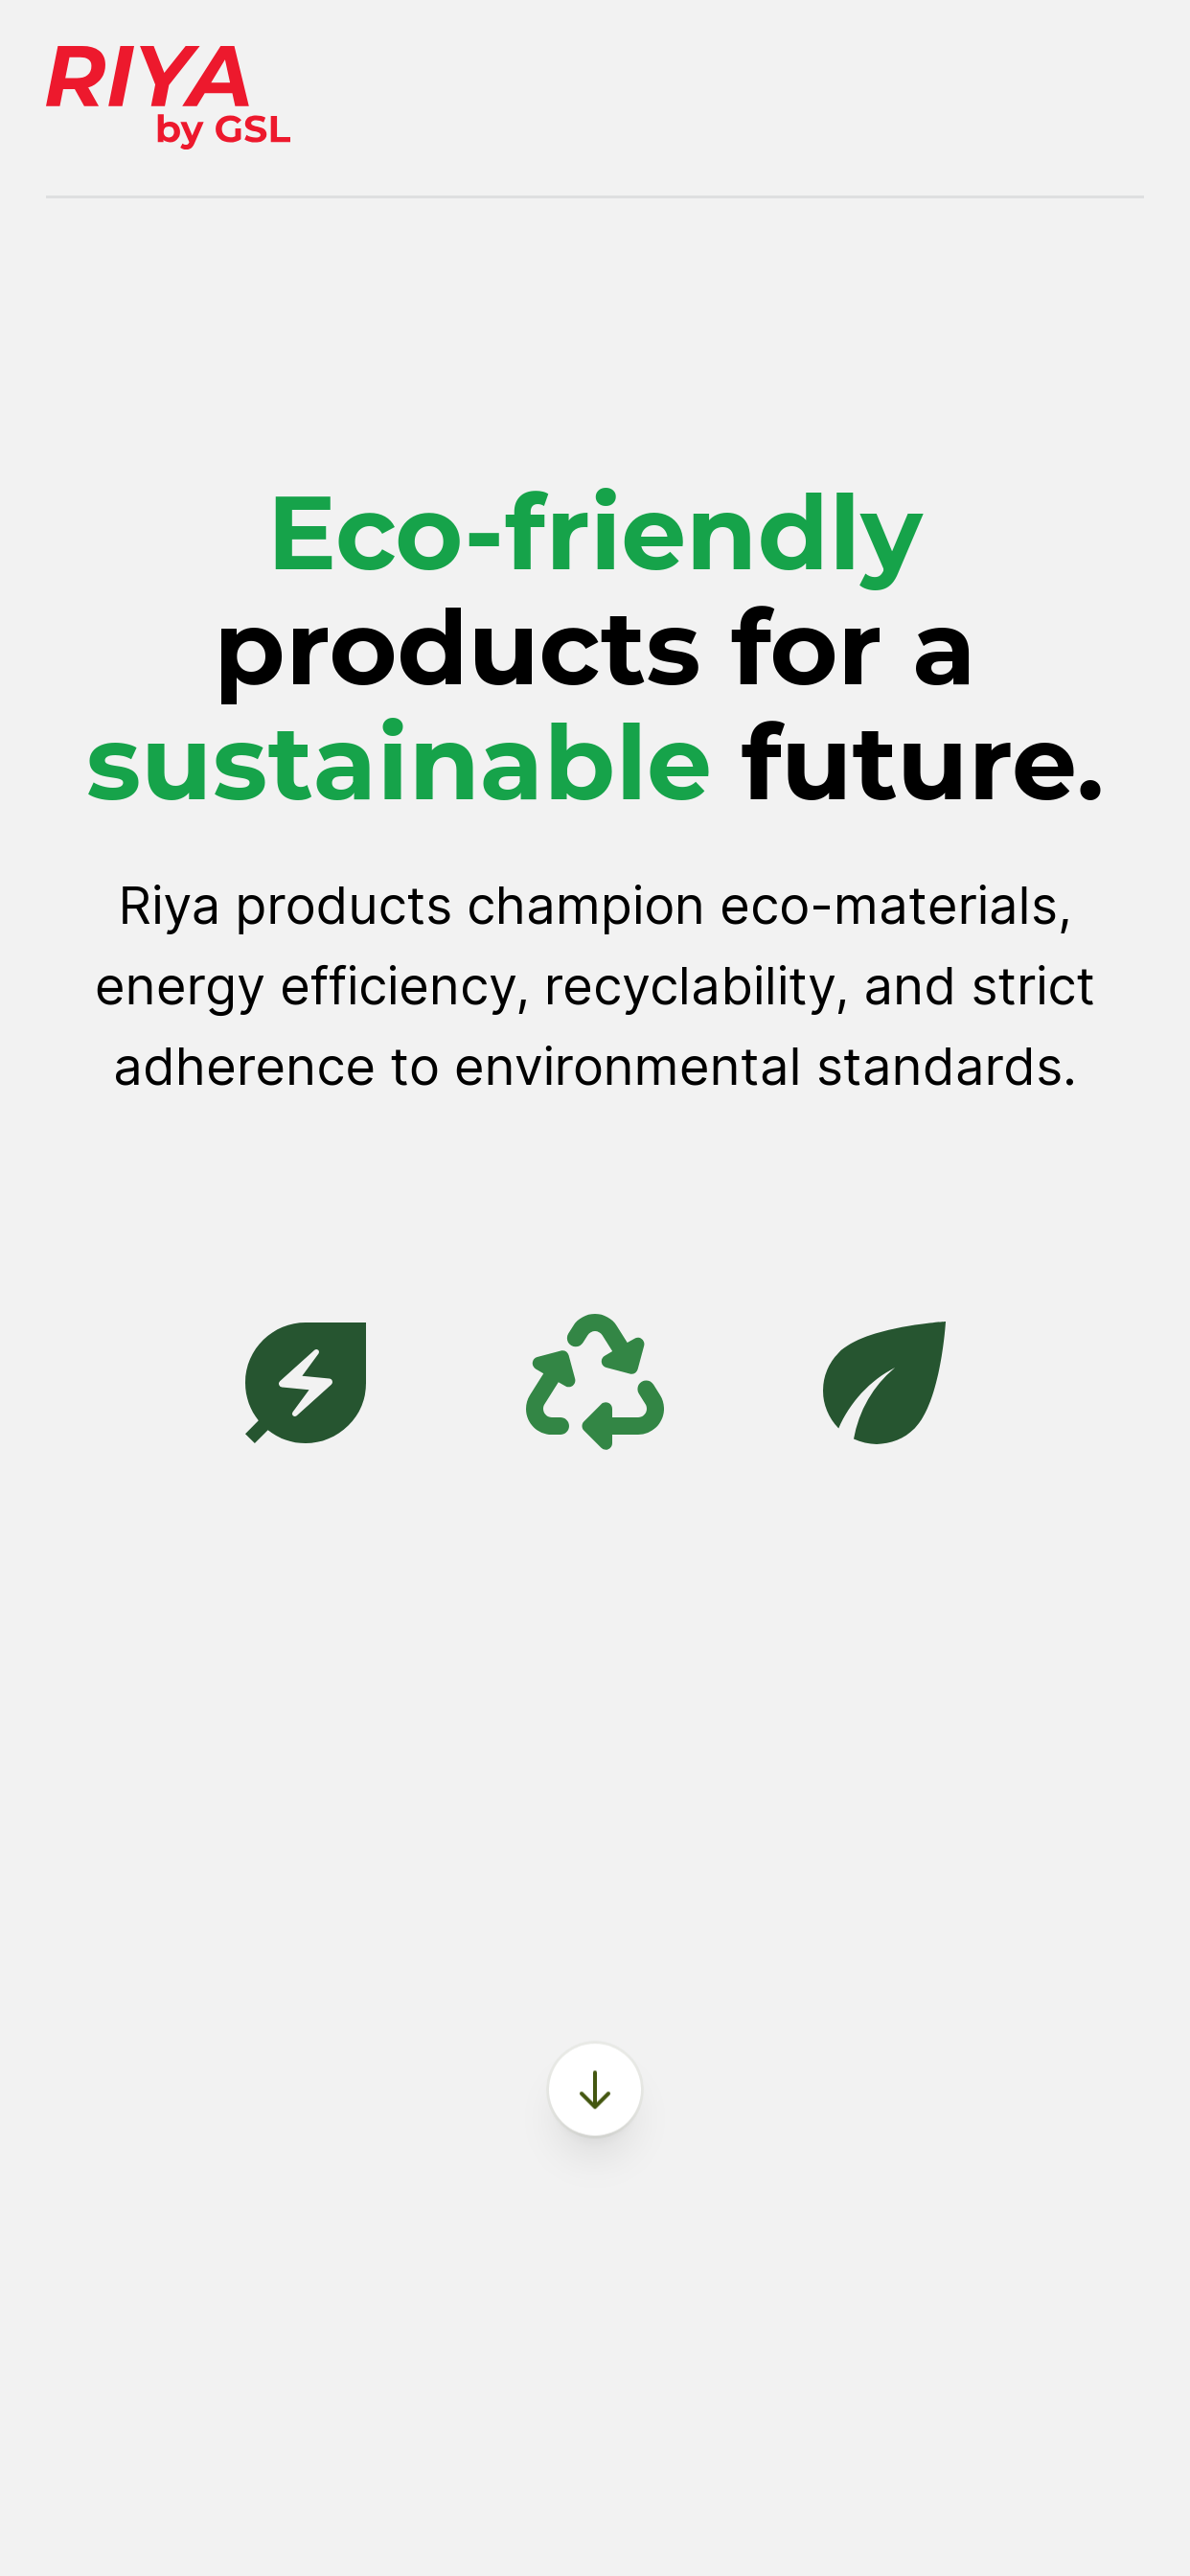 RIYA
by GSL
Eco-friendly
products for a
sustainable future.
Riya products champion eco-materials,
energy efficiency, recyclability, and strict
adherence to environmental standards.